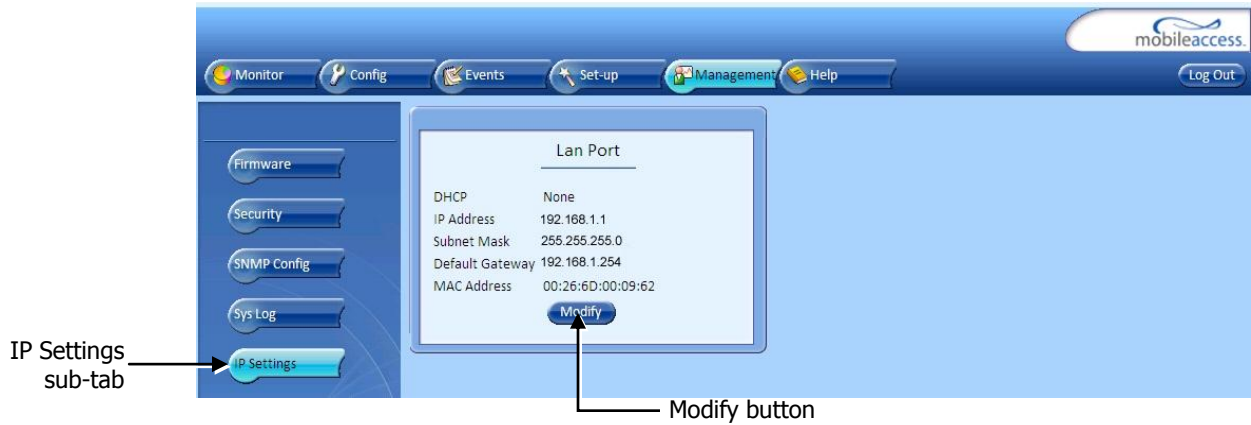 mobileaccess.
Monitor Config Events Set-up Management Help Log Out
Lan Port
Firmware
Security
SNMP Config
Sys Log
IP Settings
DHCP None
IP Address 192.168.1.1
Subnet Mask 255.255.255.0
Default Gateway 192.168.1.254
MAC Address 00:26:6D:00:09:62
Modify
IP Settings
sub-tab
Modify button